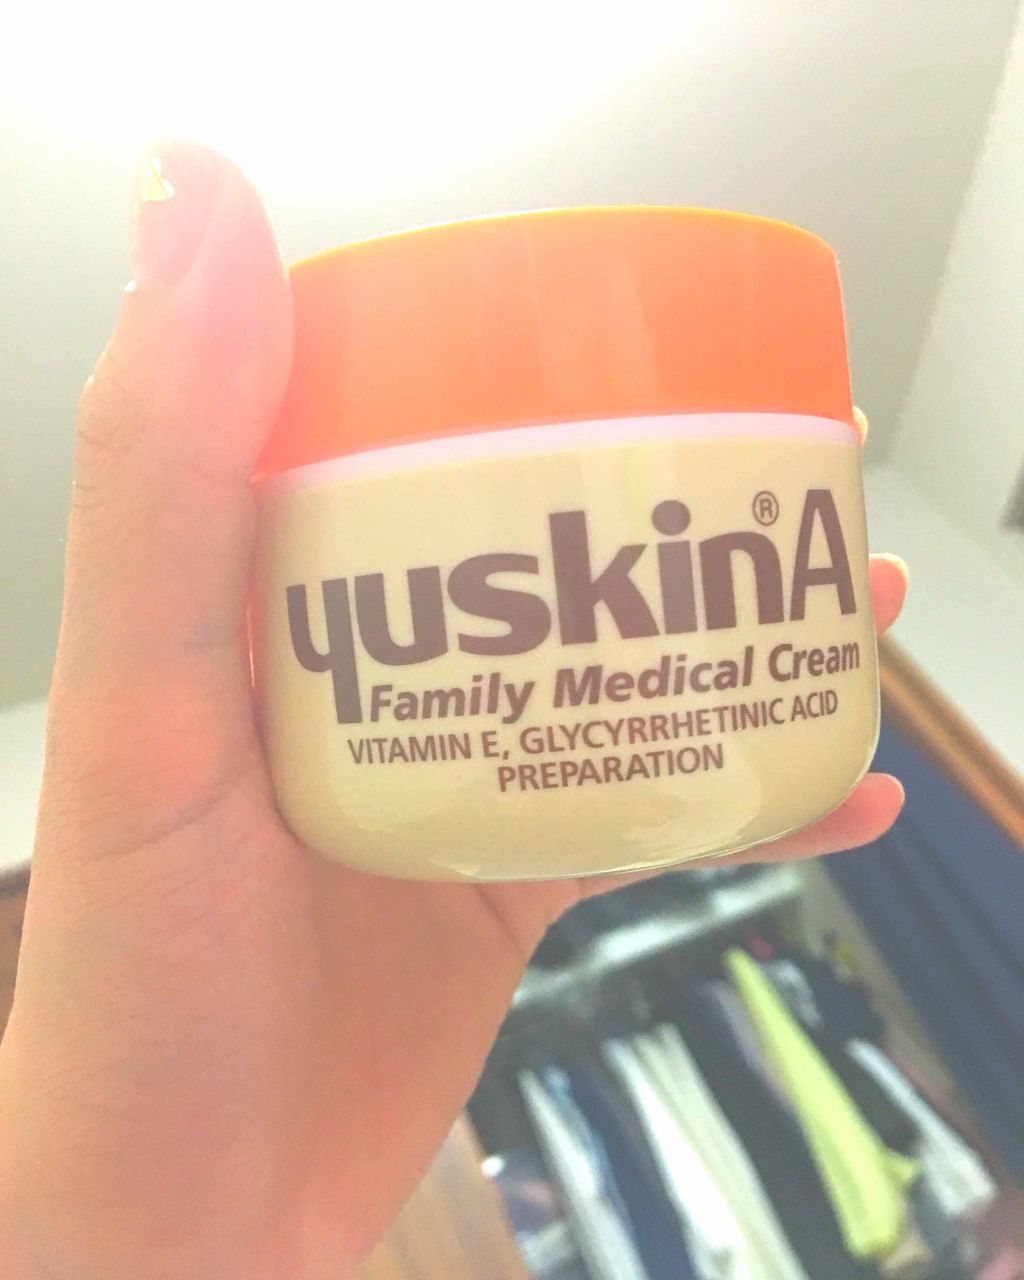 yuskin®A
Family Medical Cream
VITAMIN E, GLYCYRRHETINIC ACID
PREPARATION